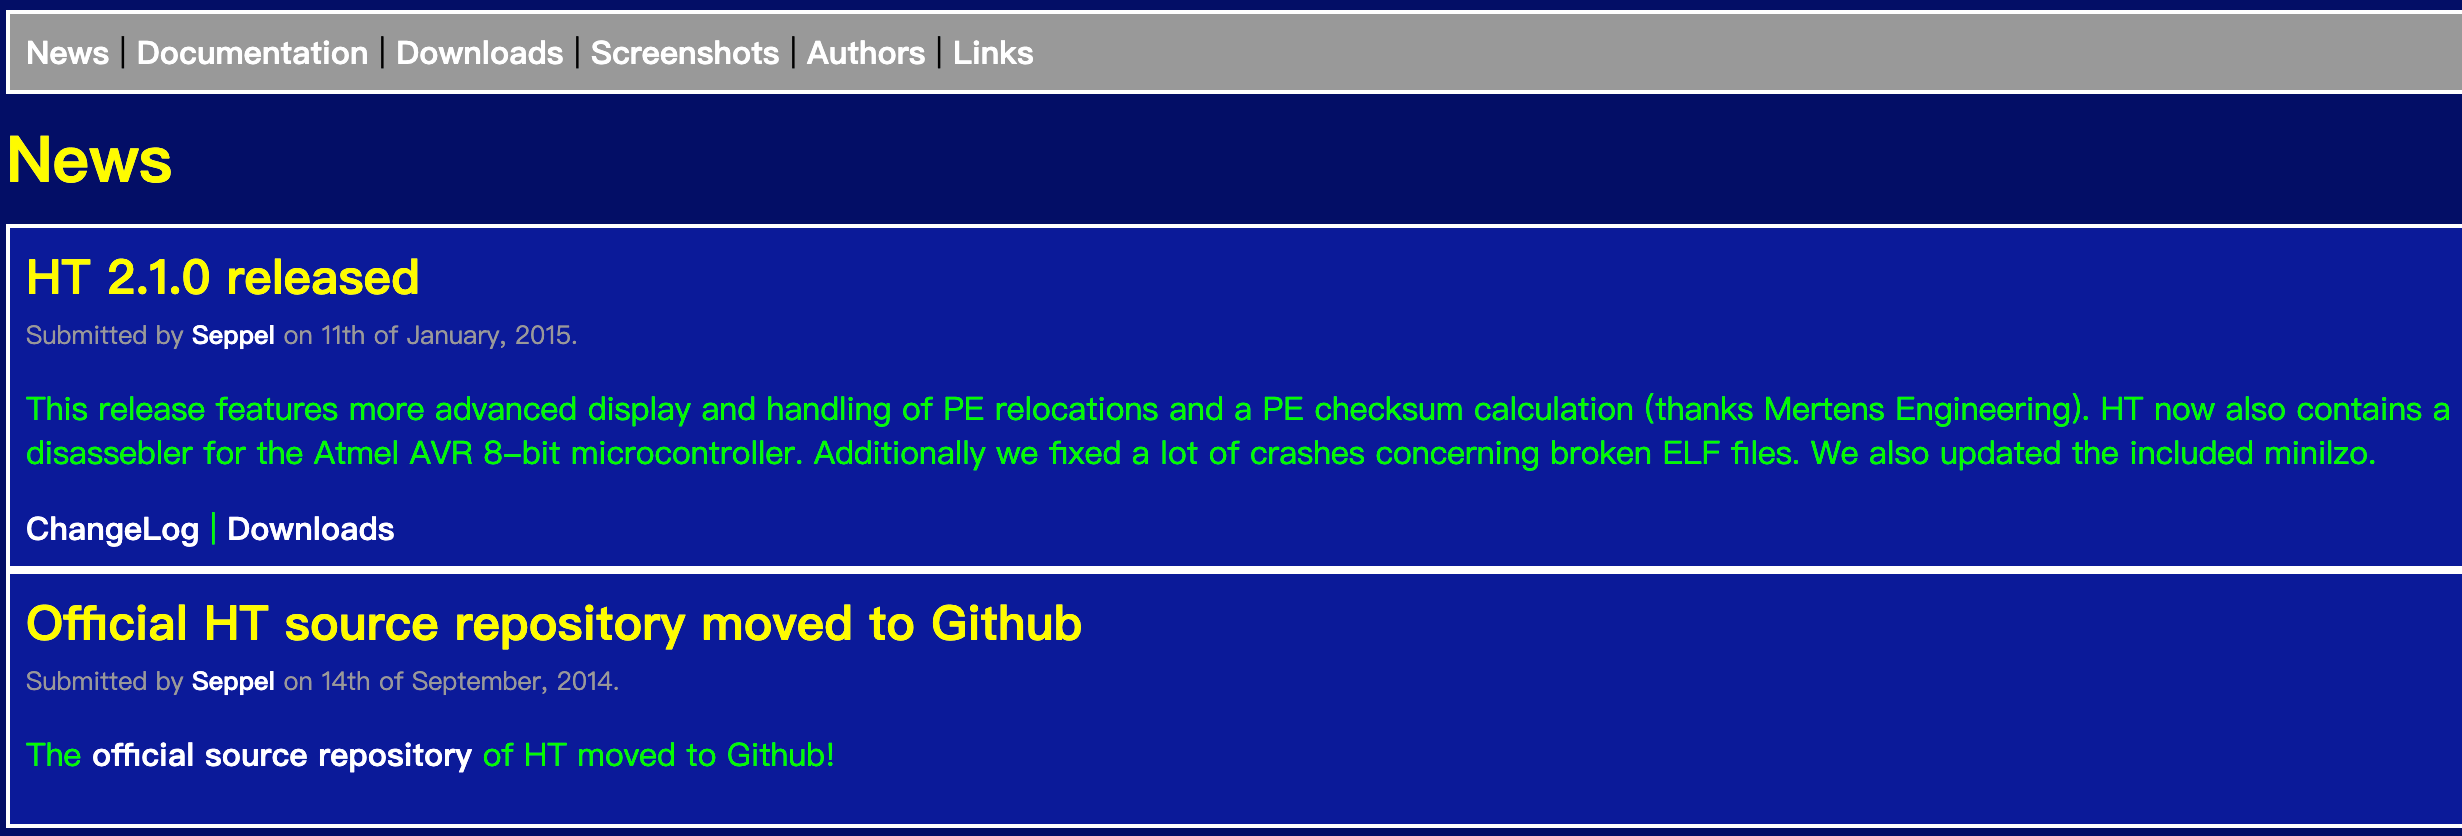 News | Documentation | Downloads | Screenshots | Authors | Links
News
HT 2.1.0 released
Submitted by Seppel on 11th of January, 2015.
This release features more advanced display and handling of PE relocations and a PE checksum calculation (thanks Mertens Engineering). HT now also contains a
disassebler for the Atmel AVR 8-bit microcontroller. Additionally we fixed a lot of crashes concerning broken ELF files. We also updated the included minilzo.
ChangeLog | Downloads
Official HT source repository moved to Github
Submitted by Seppel on 14th of September, 2014.
The official source repository of HT moved to Github!